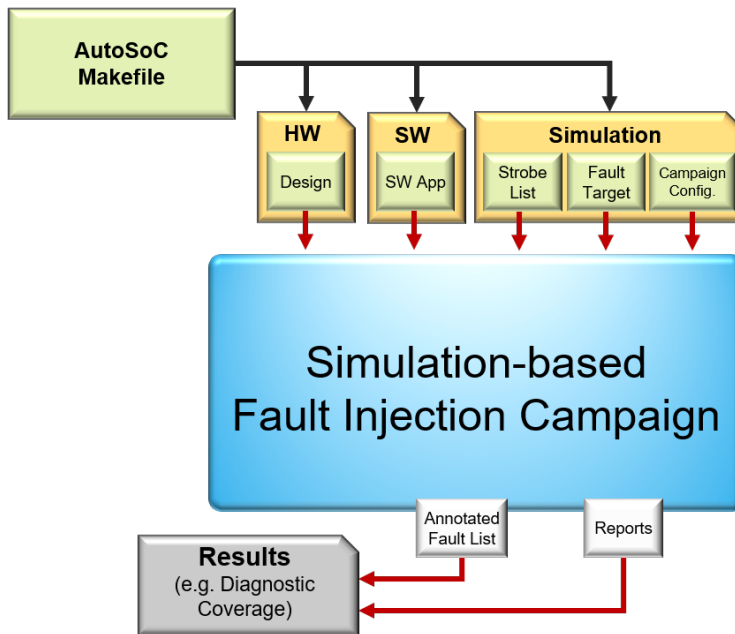 AutoSoC
Makefile
HW
SW
Simulation
Design
SW App
Strobe
List
Fault
Target
Campaign
Config.
Simulation-based
Fault Injection Campaign
Annotated
Fault List
Reports
Results
(e.g. Diagnostic
Coverage)